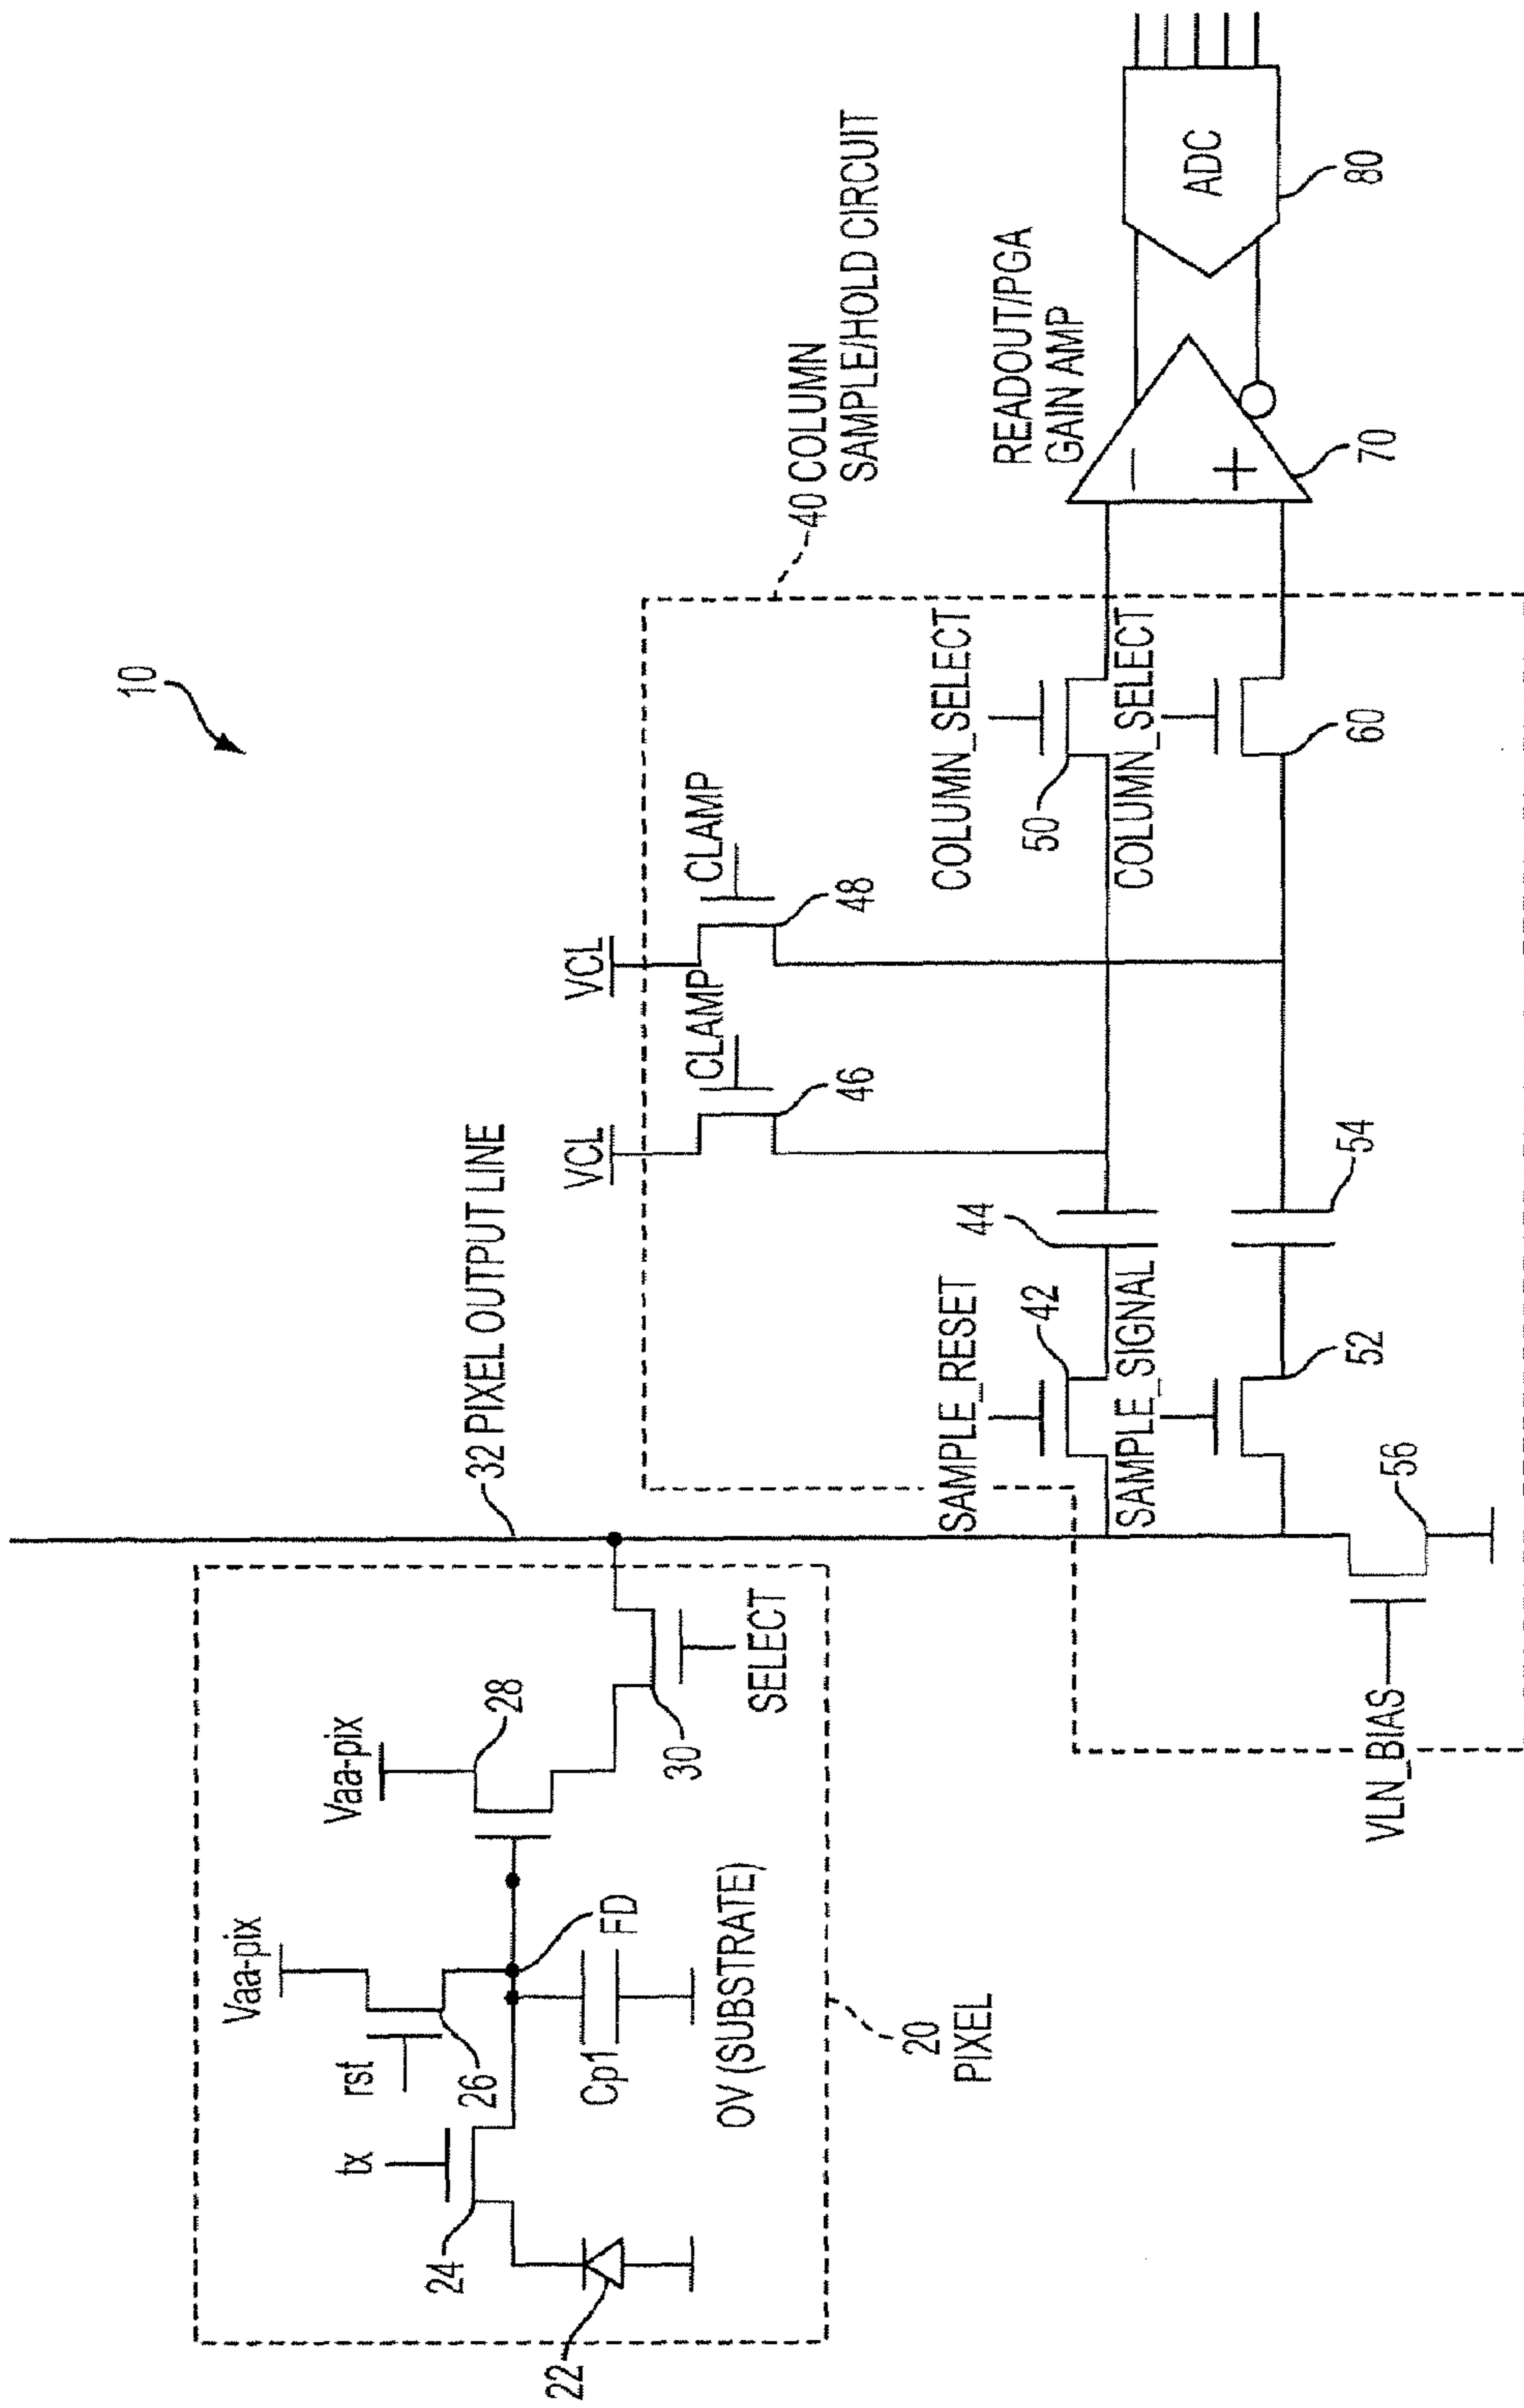 10
32 PIXEL OUTPUT LINE
40 COLUMN
SAMPLE/HOLD CIRCUIT
Vaa-pix
Vaa-pix
rst
tx
24
26
28
22
Cp1
FD
0V (SUBSTRATE)
30
SELECT
20
PIXEL
VCL
VCL
CLAMP
CLAMP
46
48
SAMPLE_RESET
42
44
COLUMN_SELECT
50
SAMPLE_SIGNAL
52
54
COLUMN_SELECT
60
VLN_BIAS
56
READOUT/PGA
GAIN AMP
−
+
70
ADC
80